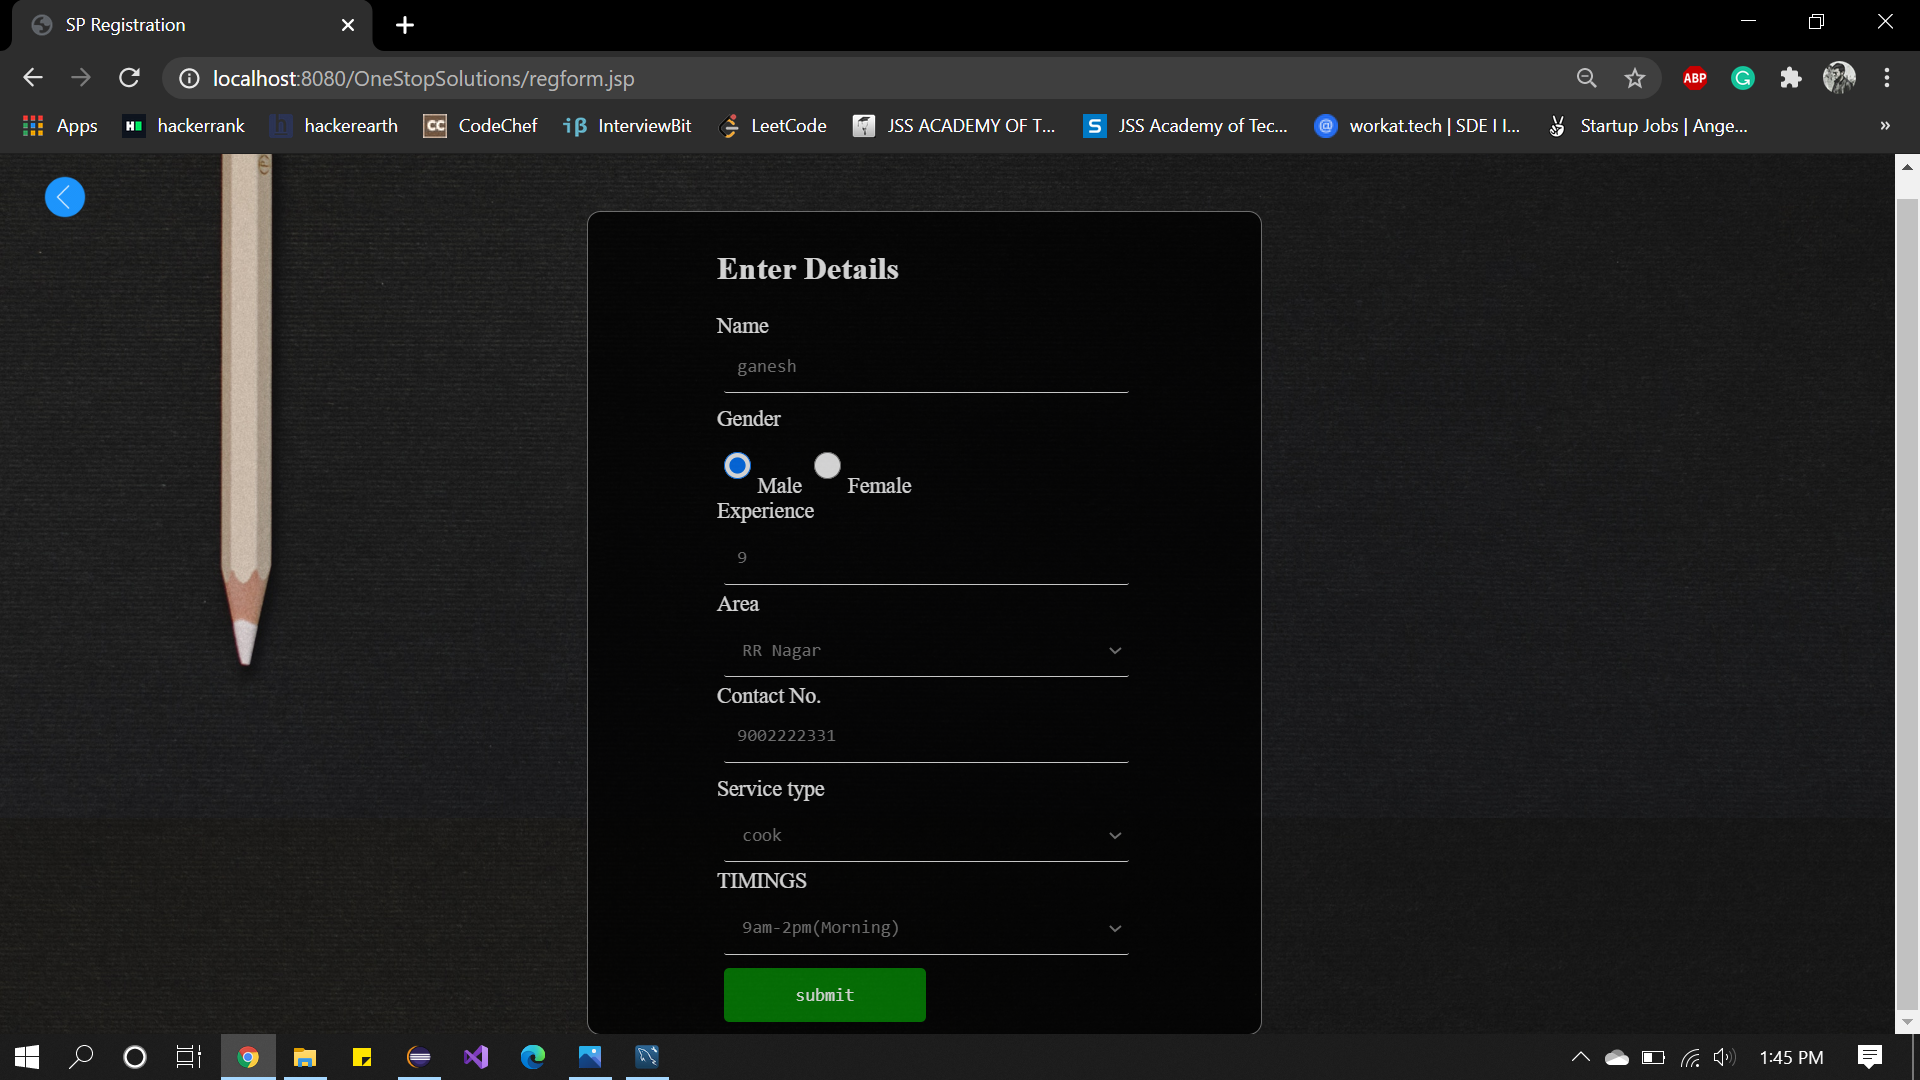 SP Registration
localhost:8080/OneStopSolutions/regform.jsp
ABP
Apps
hackerrank
hackerearth
CC CodeChef
InterviewBit
LeetCode
JSS ACADEMY OF T...
S JSS Academy of Tec...
@ workat.tech | SDE I I...
Startup Jobs | Ange...
»
Enter Details
Name
ganesh
Gender
Male Female
Experience
9
Area
RR Nagar
Contact No.
9002222331
Service type
cook
TIMINGS
9am-2pm(Morning)
submit
1:45 PM